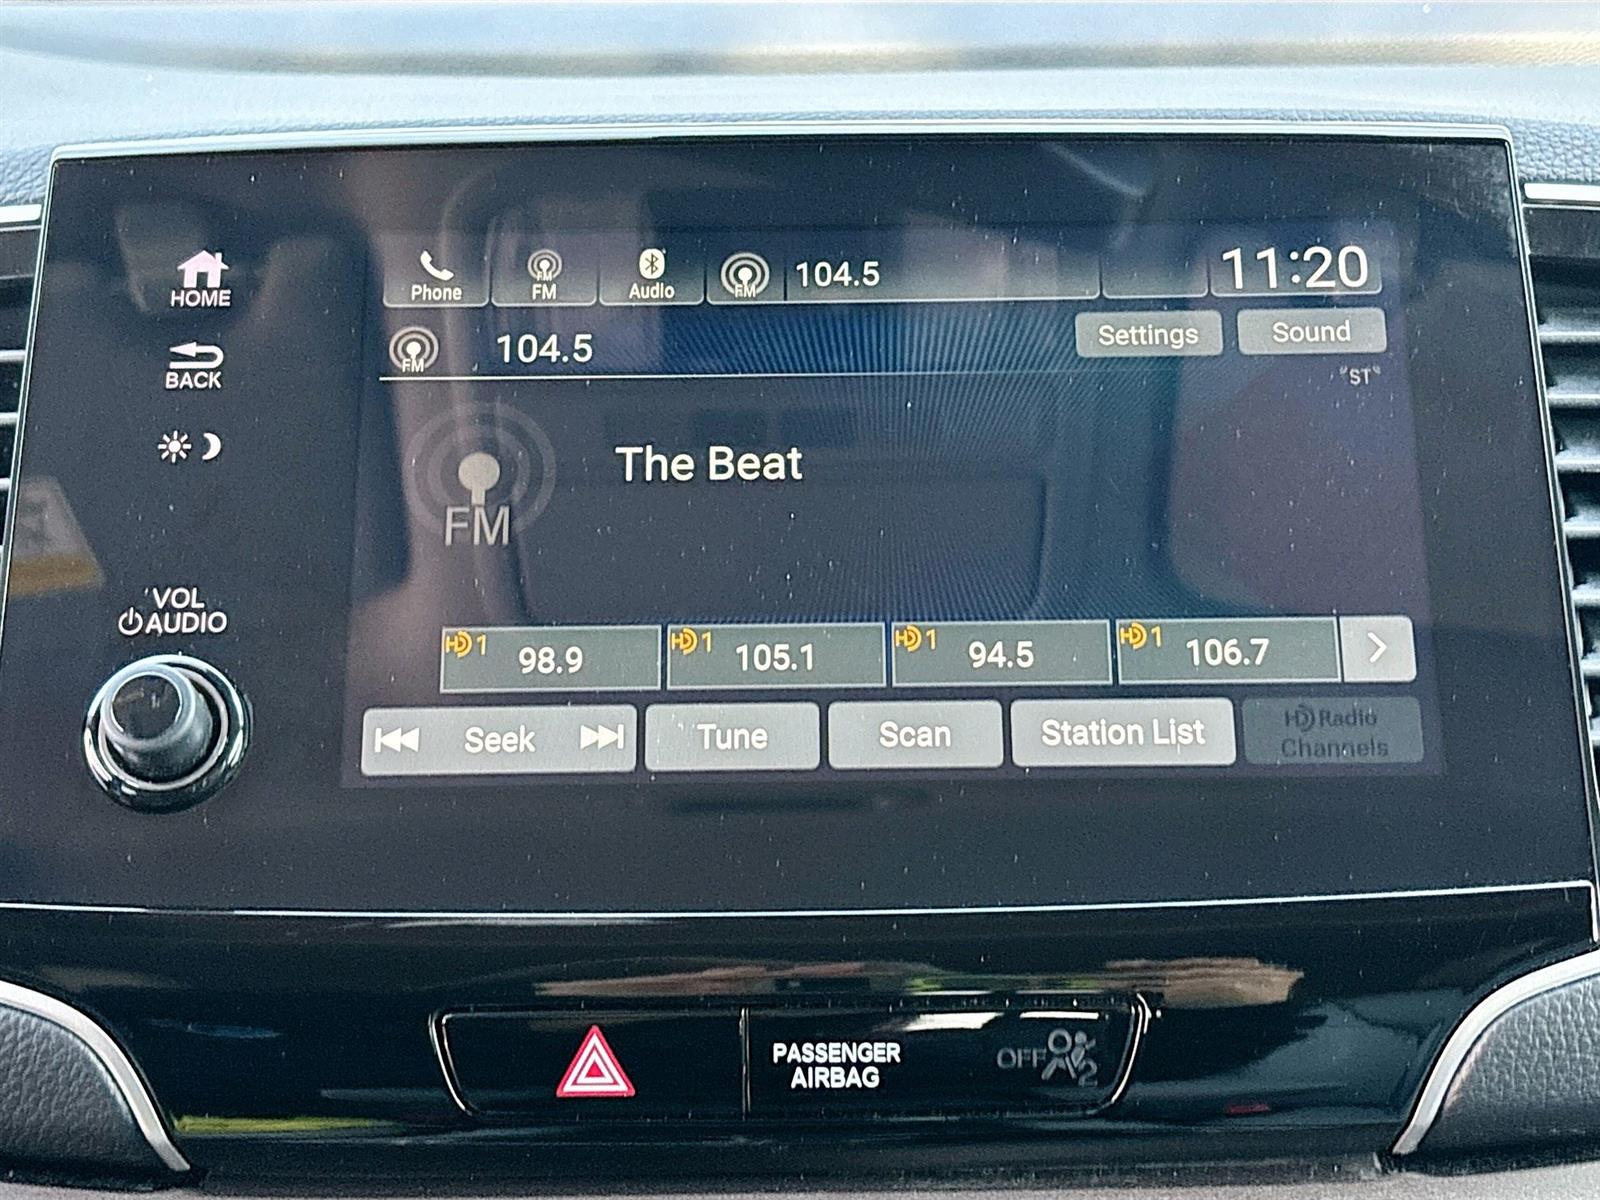 HOME
BACK
VOL
AUDIO
Phone
FM
FM
Audio
FM
104.5
11:20
FM
104.5
Settings
Sound
"ST"
FM
The Beat
HD 1
98.9
HD 1
105.1
HD 1
94.5
HD 1
106.7
Seek
Tune
Scan
Station List
HD Radio
Channels
PASSENGER
AIRBAG
OFF
2